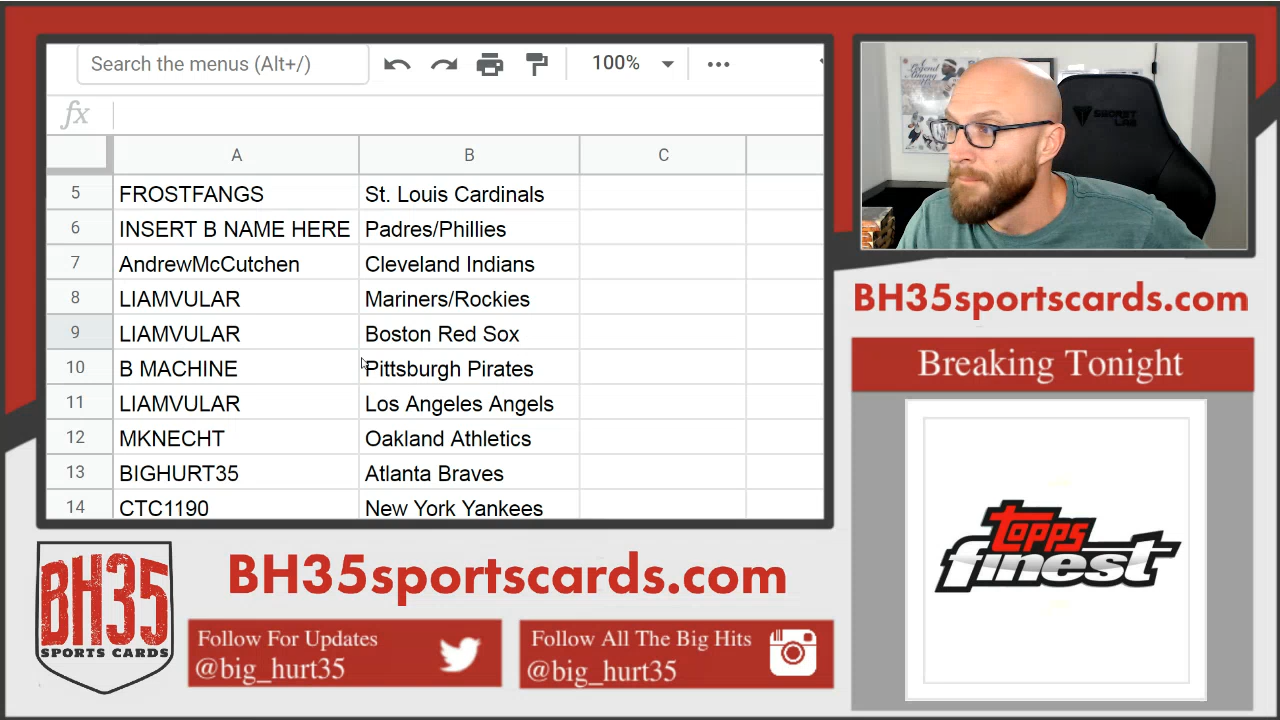 Search the menus (Alt+/)
100%
fx
A B C
5 FROSTFANGS St. Louis Cardinals
6 INSERT B NAME HERE Padres/Phillies
7 AndrewMcCutchen Cleveland Indians
8 LIAMVULAR Mariners/Rockies
9 LIAMVULAR Boston Red Sox
10 B MACHINE Pittsburgh Pirates
11 LIAMVULAR Los Angeles Angels
12 MKNECHT Oakland Athletics
13 BIGHURT35 Atlanta Braves
14 CTC1190 New York Yankees
SECRET
LAB
BH35sportscards.com
Breaking Tonight
topps
finest
BH35
SPORTS CARDS
BH35sportscards.com
Follow For Updates
@big_hurt35
Follow All The Big Hits
@big_hurt35